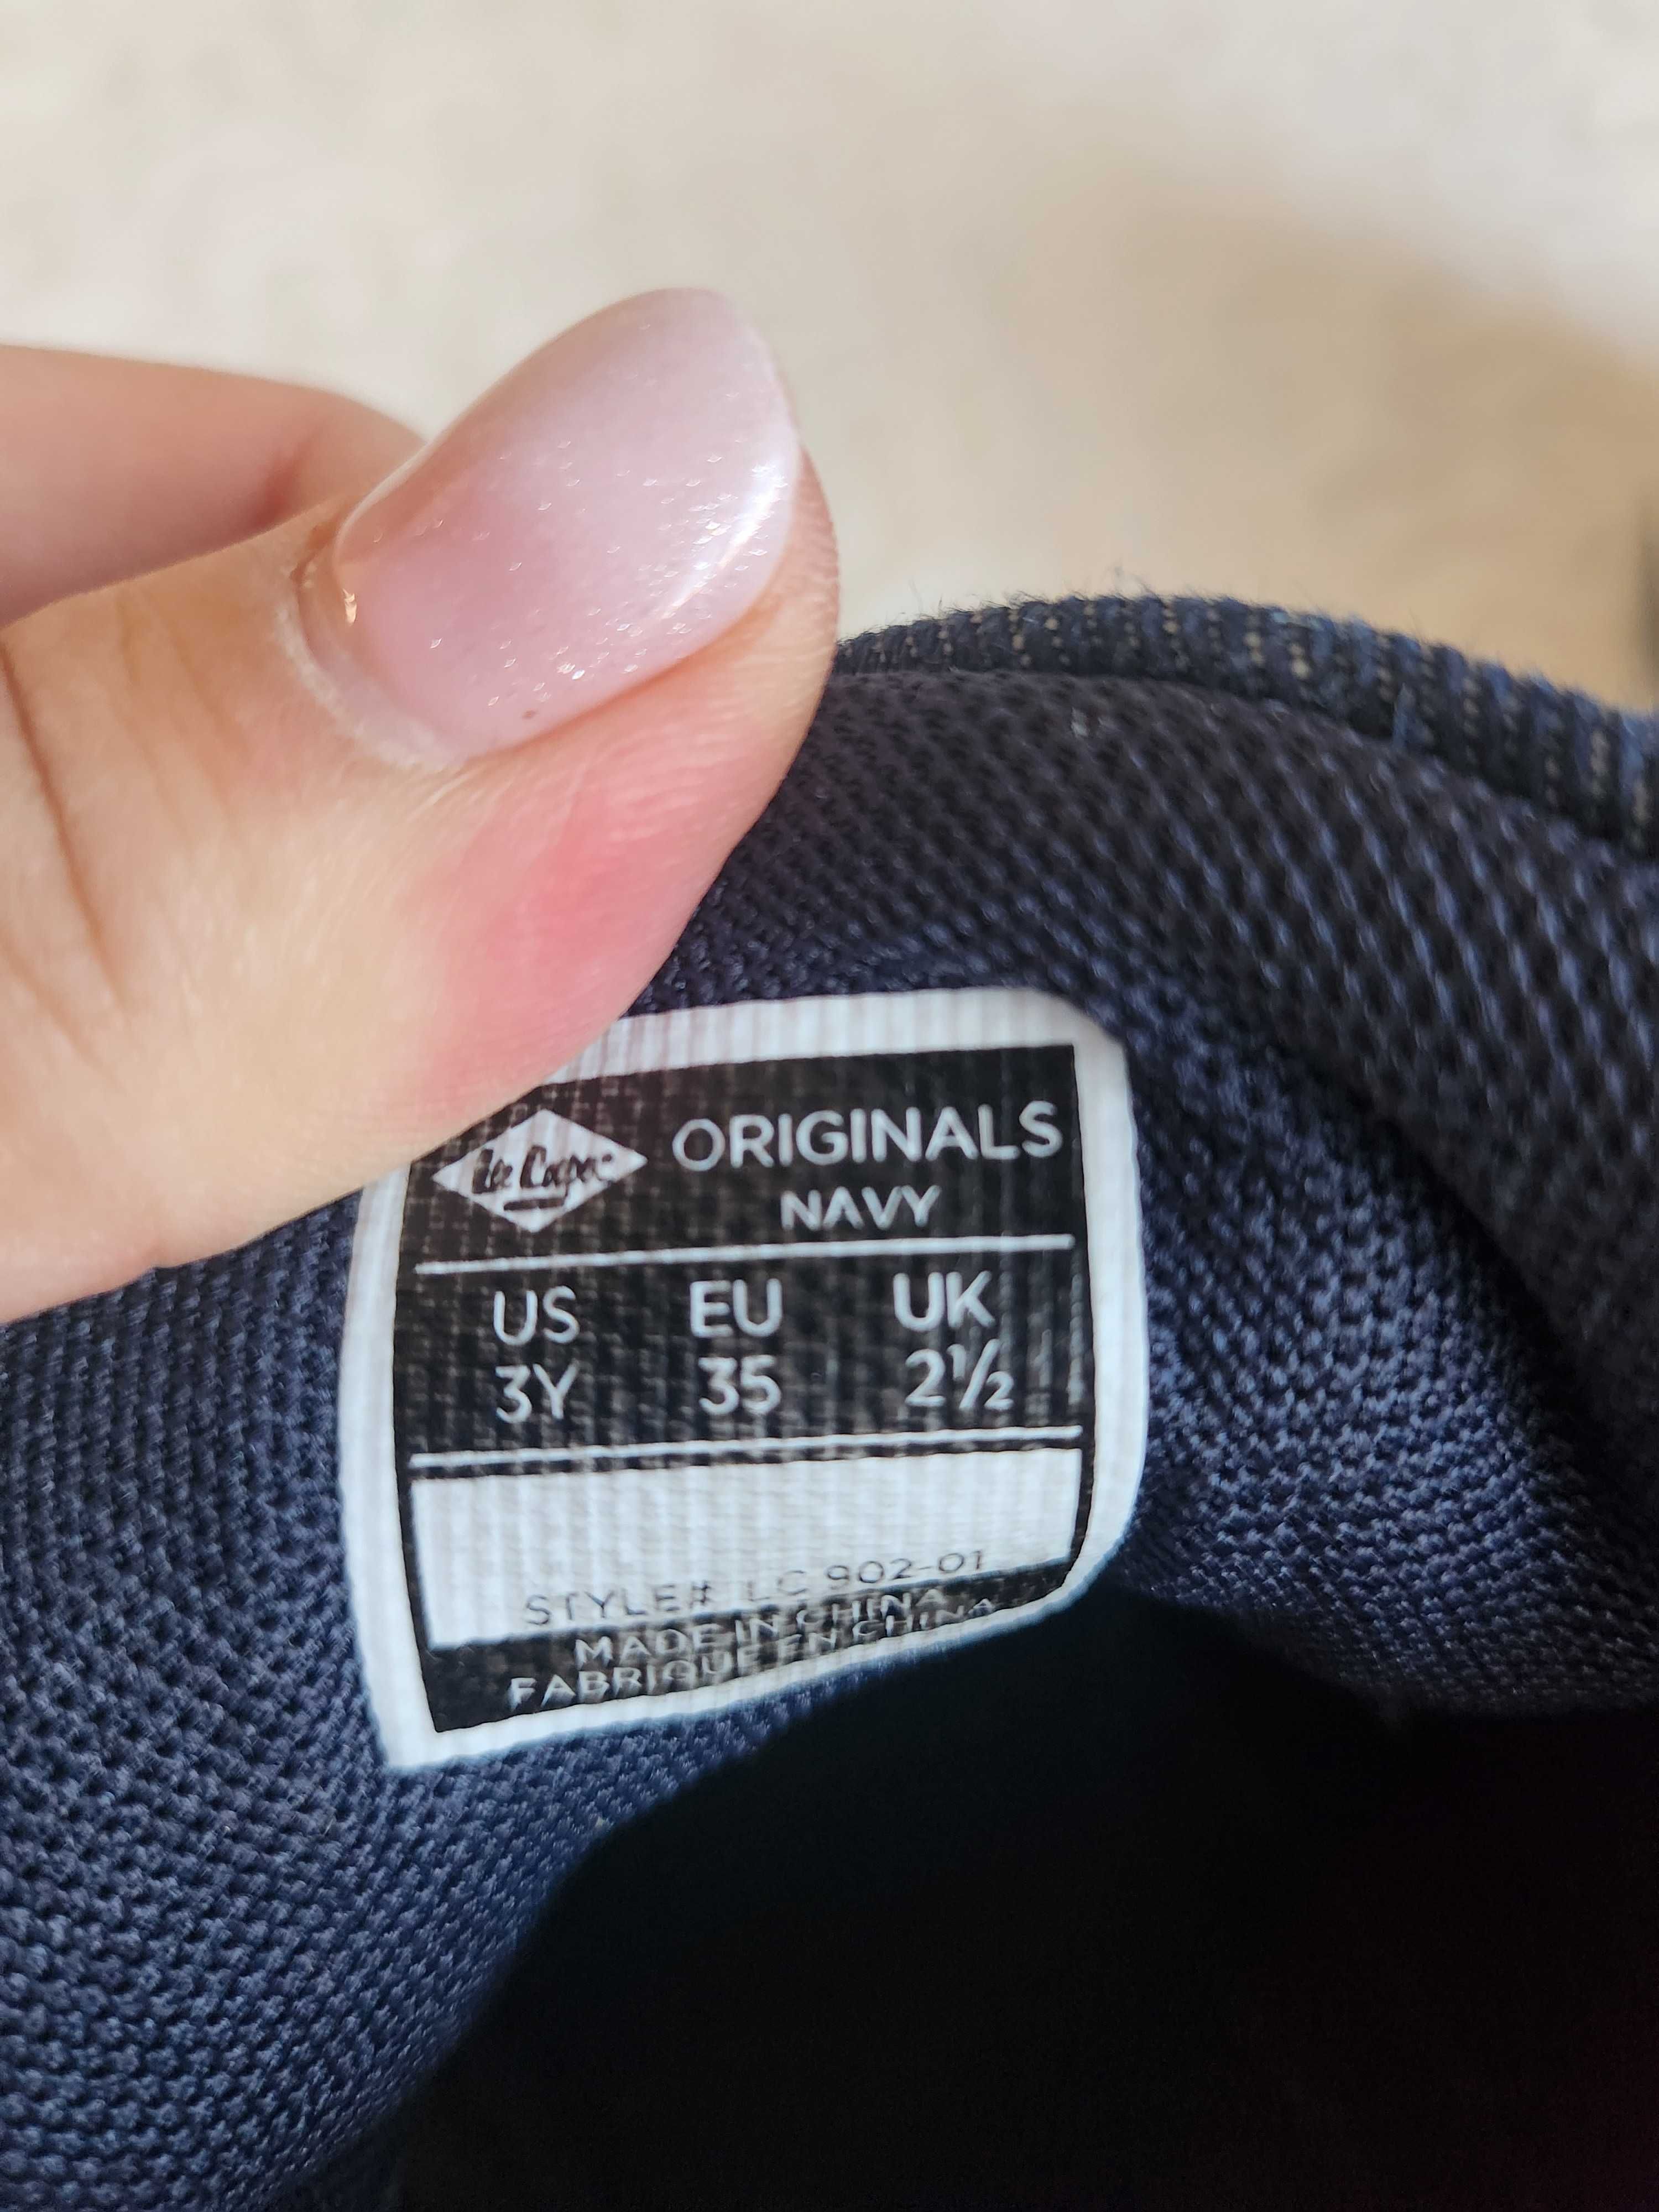 Lee Cooper ORIGINALS
NAVY
US EU UK
3Y 35 2½
STYLE# LC 902-01
MADE IN CHINA
FABRIQUE EN CHINA